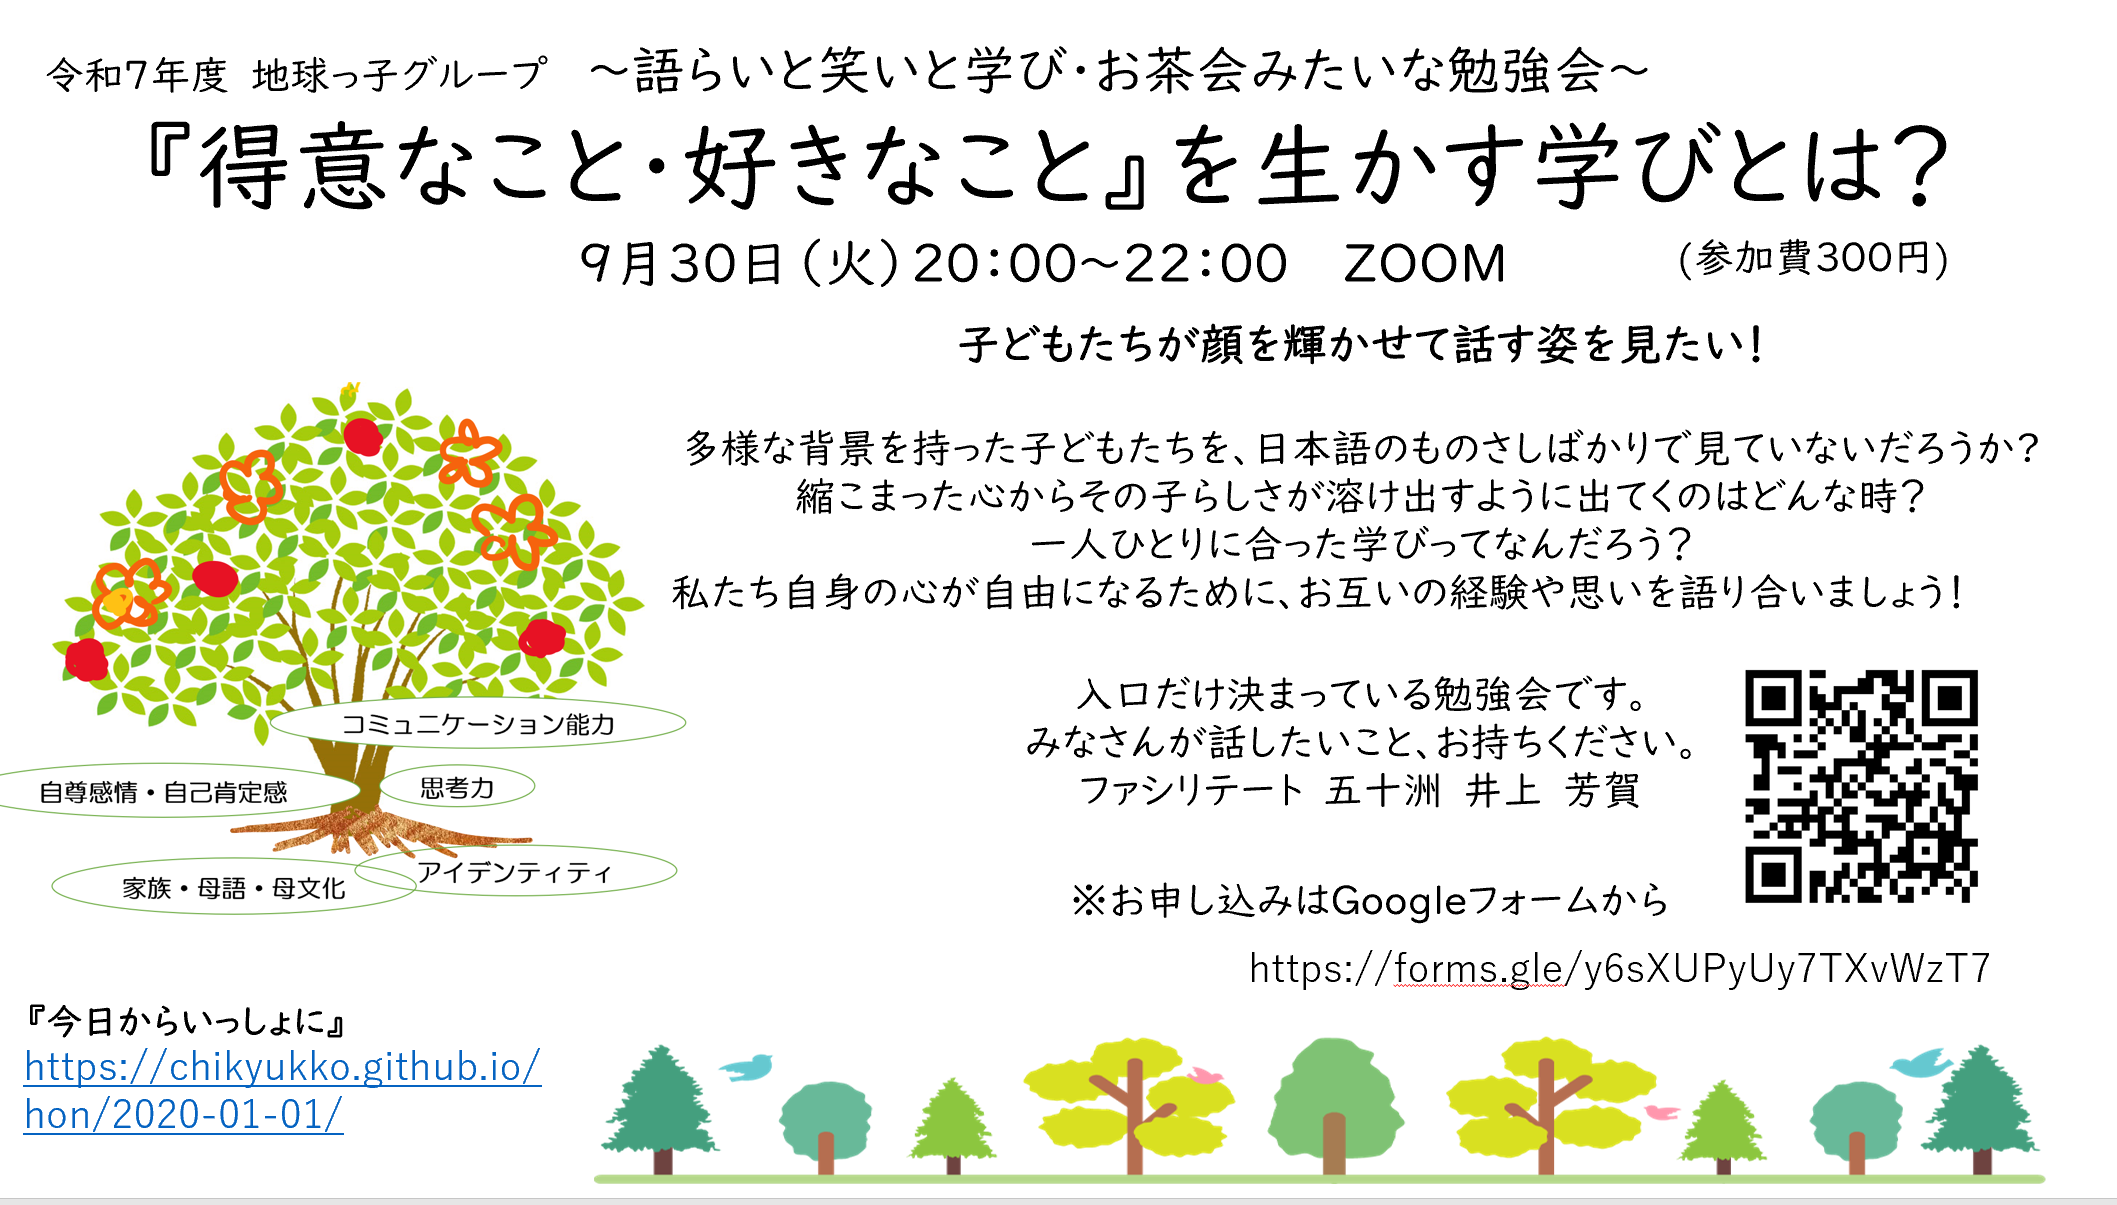 令和7年度 地球っ子グループ ～語らいと笑いと学び・お茶会みたいな勉強会～
『得意なこと・好きなこと』を生かす学びとは？
9月30日（火）20：00～22：00　ZOOM
(参加費300円)
子どもたちが顔を輝かせて話す姿を見たい！
多様な背景を持った子どもたちを、日本語のものさしばかりで見ていないだろうか？
縮こまった心からその子らしさが溶け出すように出てくのはどんな時？
一人ひとりに合った学びってなんだろう？
私たち自身の心が自由になるために、お互いの経験や思いを語り合いましょう！
入口だけ決まっている勉強会です。
みなさんが話したいこと、お持ちください。
ファシリテート 五十洲 井上 芳賀
コミュニケーション能力
自尊感情・自己肯定感
思考力
アイデンティティ
家族・母語・母文化
※お申し込みはGoogleフォームから
https://forms.gle/y6sXUPyUy7TXvWzT7
『今日からいっしょに』
https://chikyukko.github.io/
hon/2020-01-01/